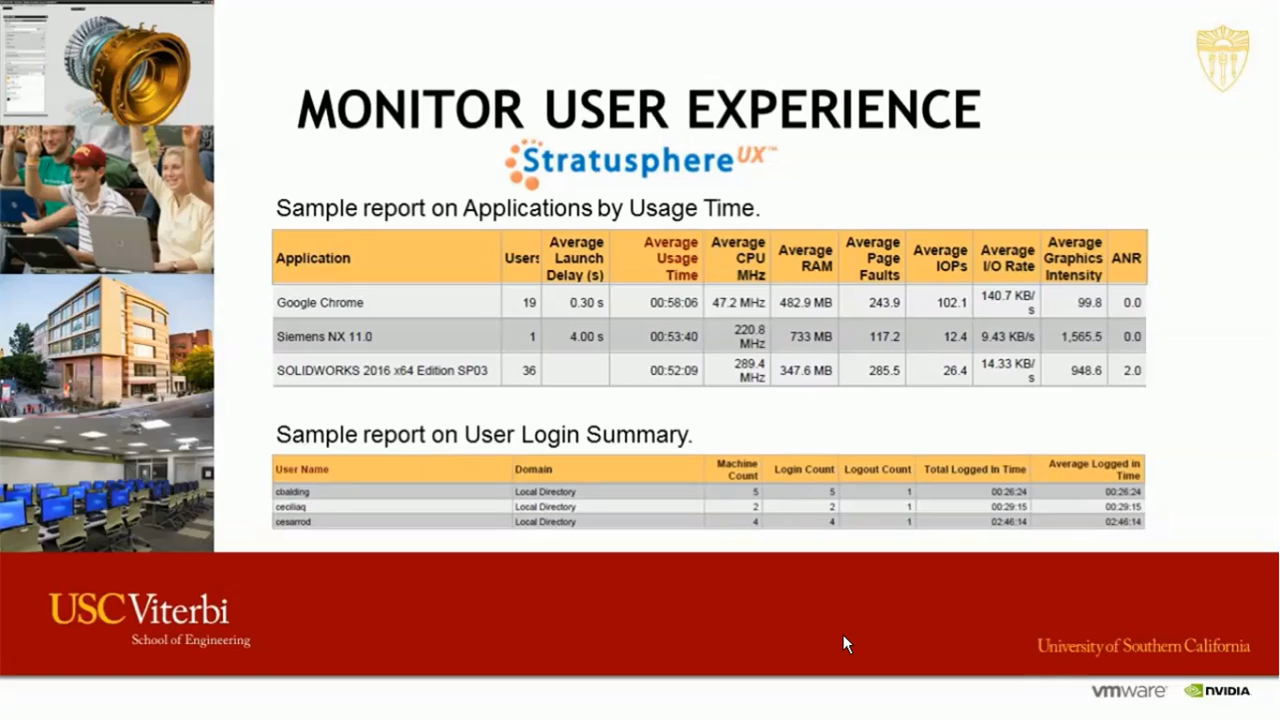 MONITOR USER EXPERIENCE
Stratusphere UX™
Sample report on Applications by Usage Time.
Application Users Average Launch Delay (s) Average Usage Time Average CPU MHz Average RAM Average Page Faults Average IOPs Average I/O Rate Average Graphics Intensity ANR
Google Chrome 19 0.30 s 00:58:06 47.2 MHz 482.9 MB 243.9 102.1 140.7 KB/s 99.8 0.0
Siemens NX 11.0 1 4.00 s 00:53:40 220.8 MHz 733 MB 117.2 12.4 9.43 KB/s 1,565.5 0.0
SOLIDWORKS 2016 x64 Edition SP03 36 00:52:09 289.4 MHz 347.6 MB 285.5 26.4 14.33 KB/s 948.6 2.0
Sample report on User Login Summary.
User Name Domain Machine Count Login Count Logout Count Total Logged In Time Average Logged in Time
cbalding Local Directory 5 5 1 00:26:24 00:26:24
ceciliaq Local Directory 2 2 1 00:29:15 00:29:15
cesarrod Local Directory 4 4 1 02:46:14 02:46:14
USC Viterbi
School of Engineering
University of Southern California
vmware NVIDIA